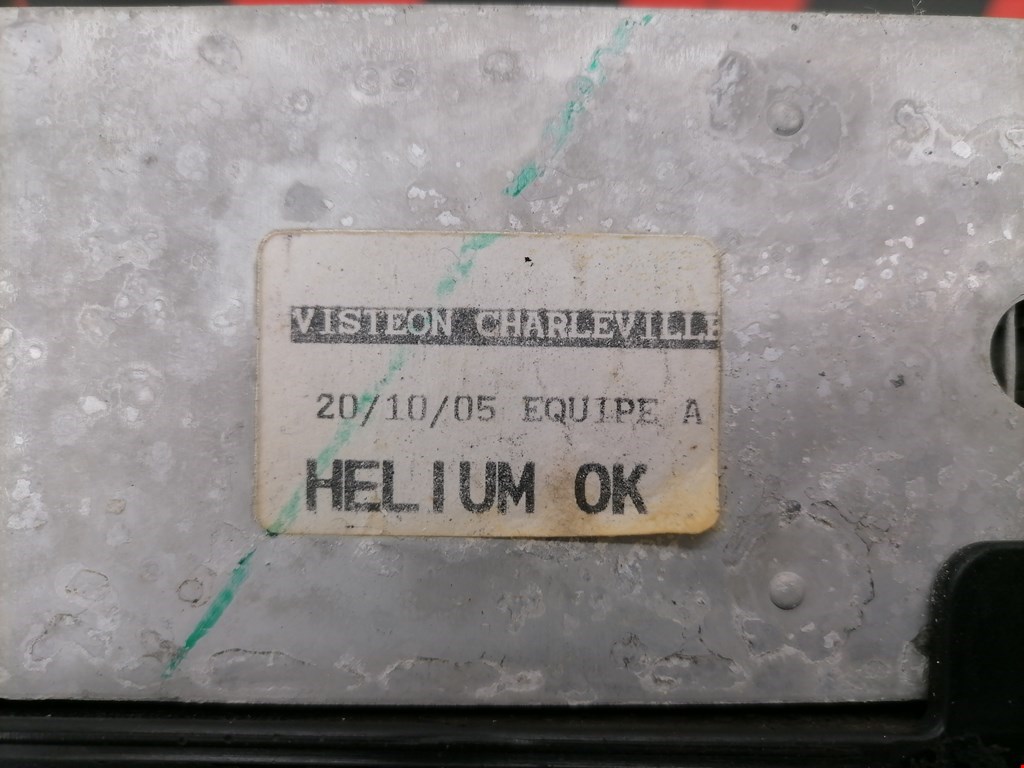 VISTEON CHARLEVILLE
20/10/05 EQUIPE A
HELIUM OK